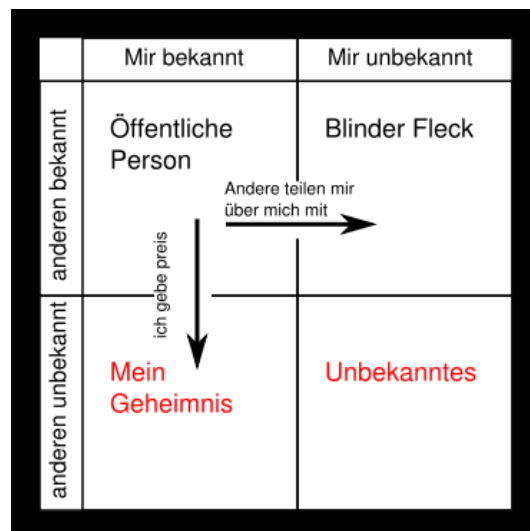 Mir bekannt
Mir unbekannt
anderen bekannt
Öffentliche
Person
Blinder Fleck
Andere teilen mir
über mich mit
ich gebe preis
anderen unbekannt
Mein
Geheimnis
Unbekanntes